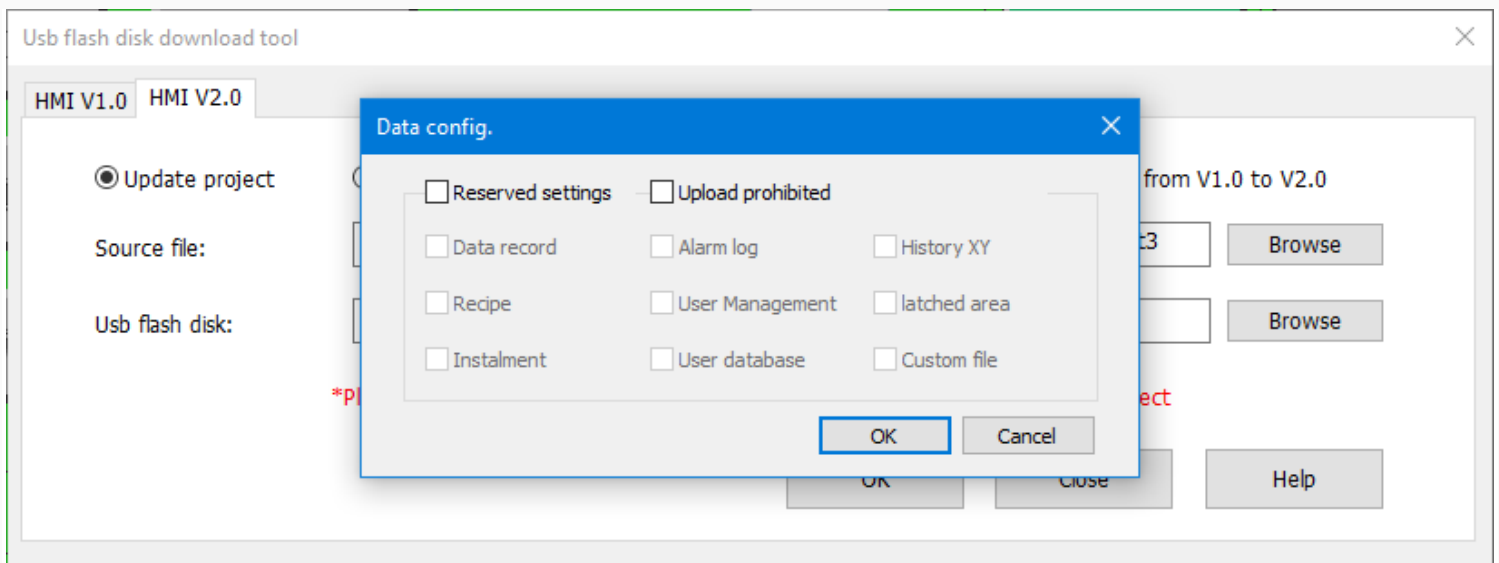 Usb flash disk download tool
HMI V1.0 HMI V2.0
Data config.
Update project
from V1.0 to V2.0
Reserved settings Upload prohibited
Source file:
Browse
Data record Alarm log History XY
Recipe User Management latched area
Usb flash disk:
Browse
Instalment User database Custom file
OK Cancel
OK Close Help